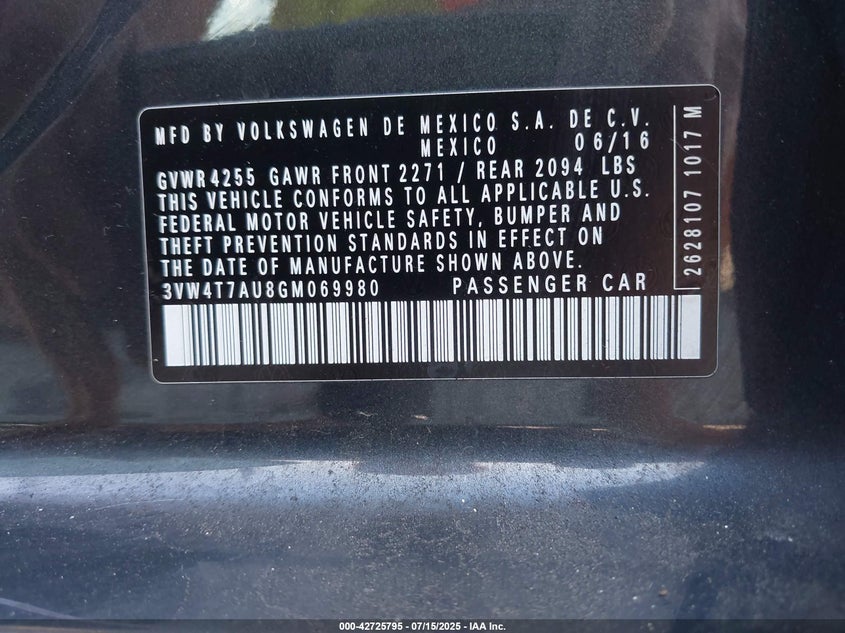 MFD BY VOLKSWAGEN DE MEXICO S.A. DE C.V.
MEXICO 06/16
GVWR 4255 GAWR FRONT 2271 / REAR 2094 LBS
THIS VEHICLE CONFORMS TO ALL APPLICABLE U.S.
FEDERAL MOTOR VEHICLE SAFETY, BUMPER AND
THEFT PREVENTION STANDARDS IN EFFECT ON
THE DATE OF MANUFACTURE SHOWN ABOVE.
3VW4T7AU8GM069980 PASSENGER CAR
2628107 1017 M
000-42725795 - 07/15/2025 - IAA Inc.